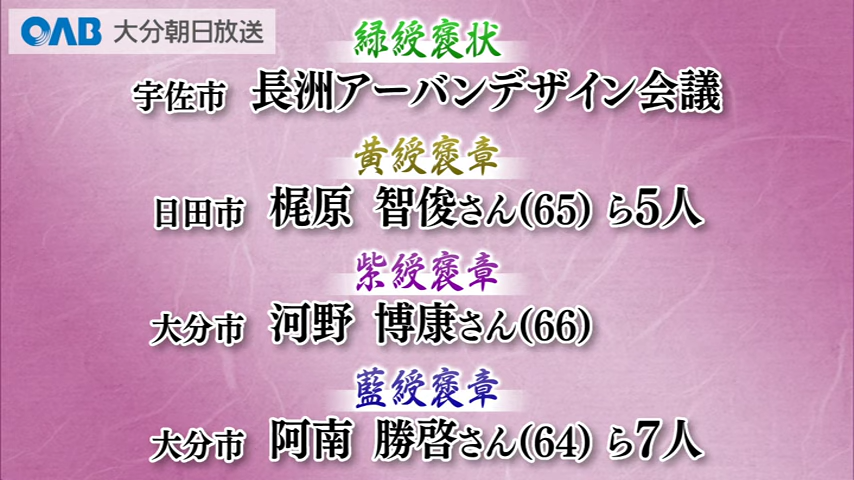 OAB 大分朝日放送
緑綬褒状
宇佐市 長洲アーバンデザイン会議
黄綬褒章
日田市 梶原 智俊さん(65) ら5人
紫綬褒章
大分市 河野 博康さん(66)
藍綬褒章
大分市 阿南 勝啓さん(64) ら7人